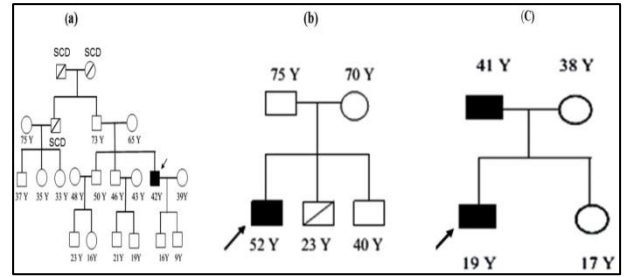 (a) (b) (C)
SCD SCD
75 Y 70 Y
41 Y 38 Y
75 Y SCD 73 Y 65 Y
37 Y 35 Y 33 Y 48 Y 50 Y 46 Y 43 Y 42Y 39Y
52 Y 23 Y 40 Y
23 Y 16Y 21Y 19Y 16Y 9Y
19 Y 17 Y